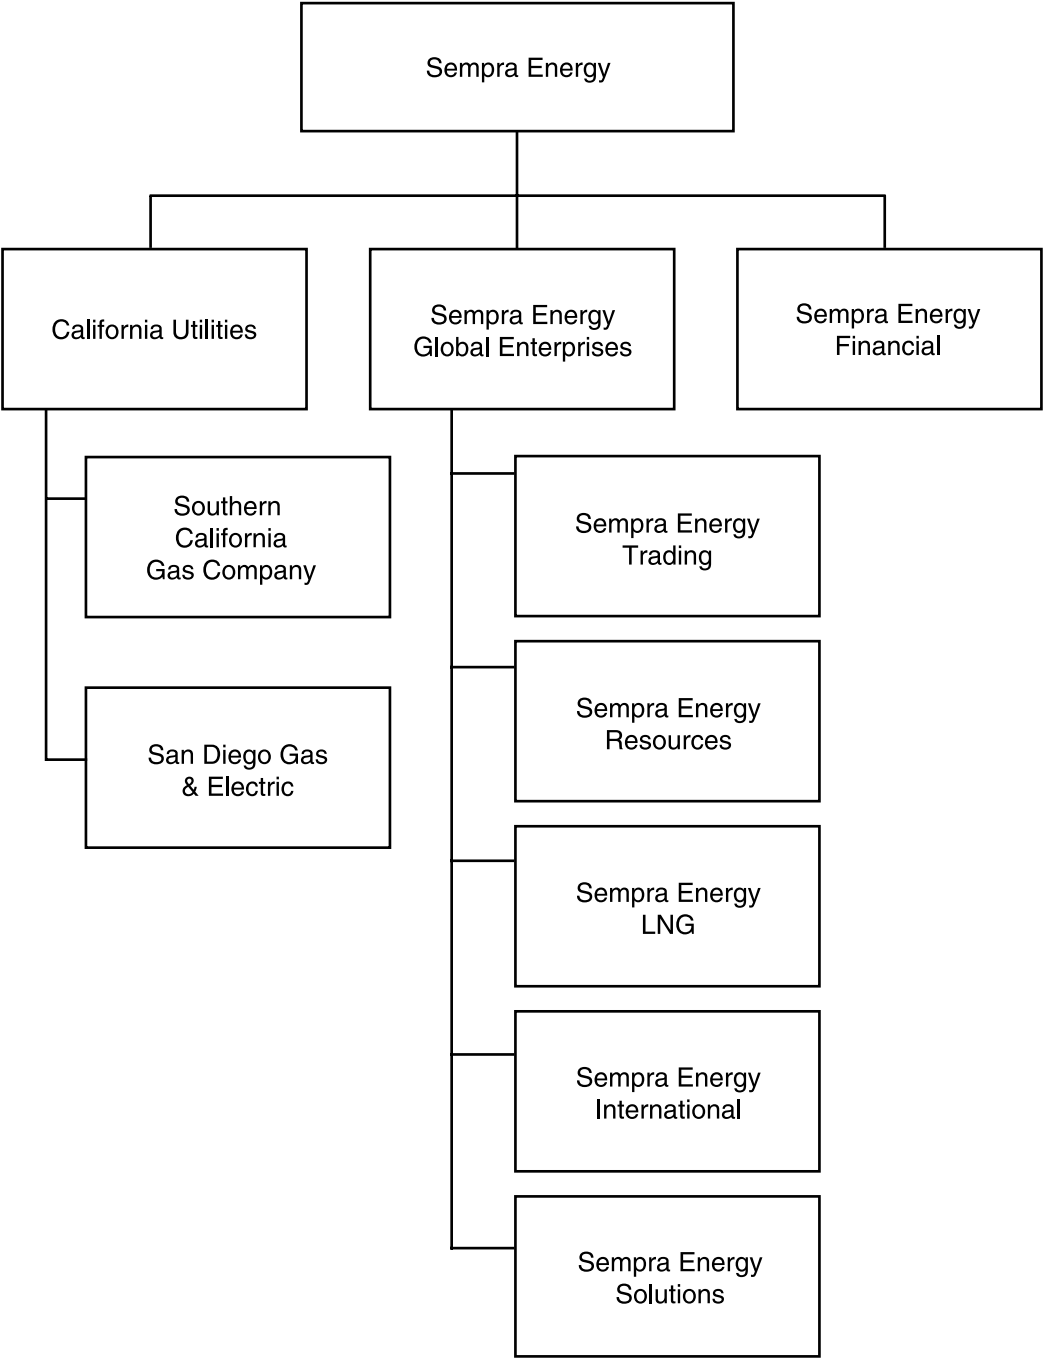 Sempra Energy
California Utilities
Sempra Energy
Global Enterprises
Sempra Energy
Financial
Southern
California
Gas Company
San Diego Gas
& Electric
Sempra Energy
Trading
Sempra Energy
Resources
Sempra Energy
LNG
Sempra Energy
International
Sempra Energy
Solutions